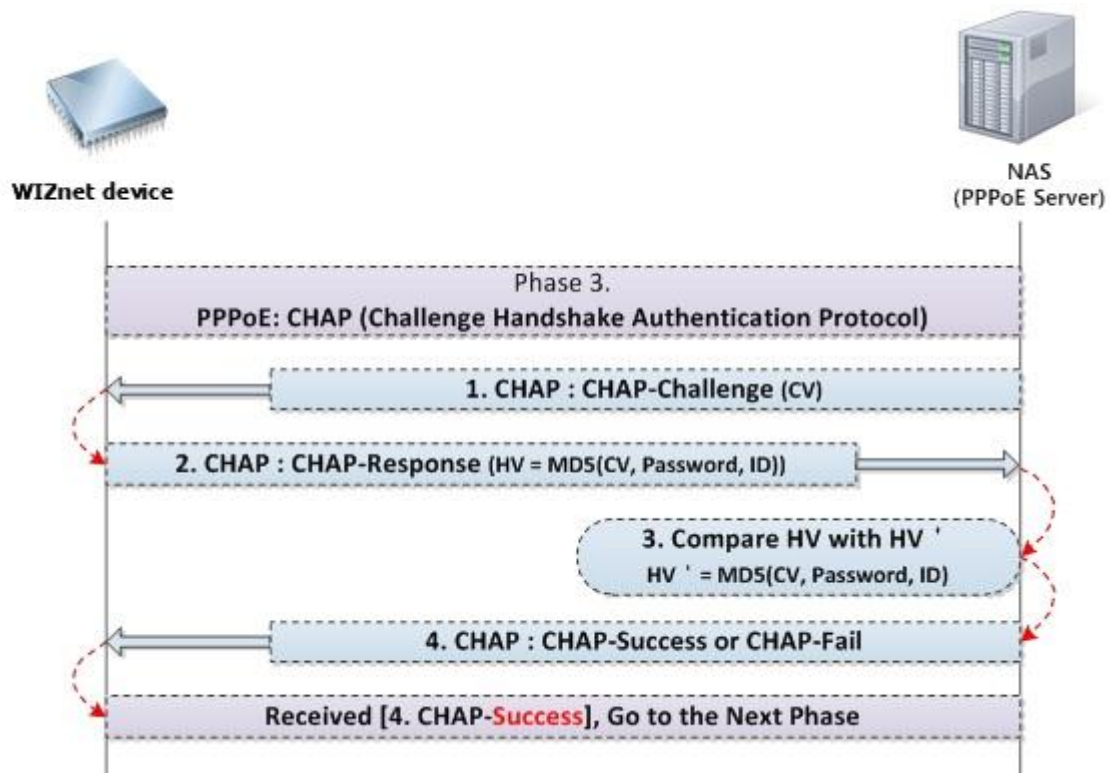 WIZnet device
NAS
(PPPoE Server)
Phase 3.
PPPoE: CHAP (Challenge Handshake Authentication Protocol)
1. CHAP : CHAP-Challenge (CV)
2. CHAP : CHAP-Response (HV = MD5(CV, Password, ID))
3. Compare HV with HV '
HV ' = MD5(CV, Password, ID)
4. CHAP : CHAP-Success or CHAP-Fail
Received [4. CHAP-Success], Go to the Next Phase